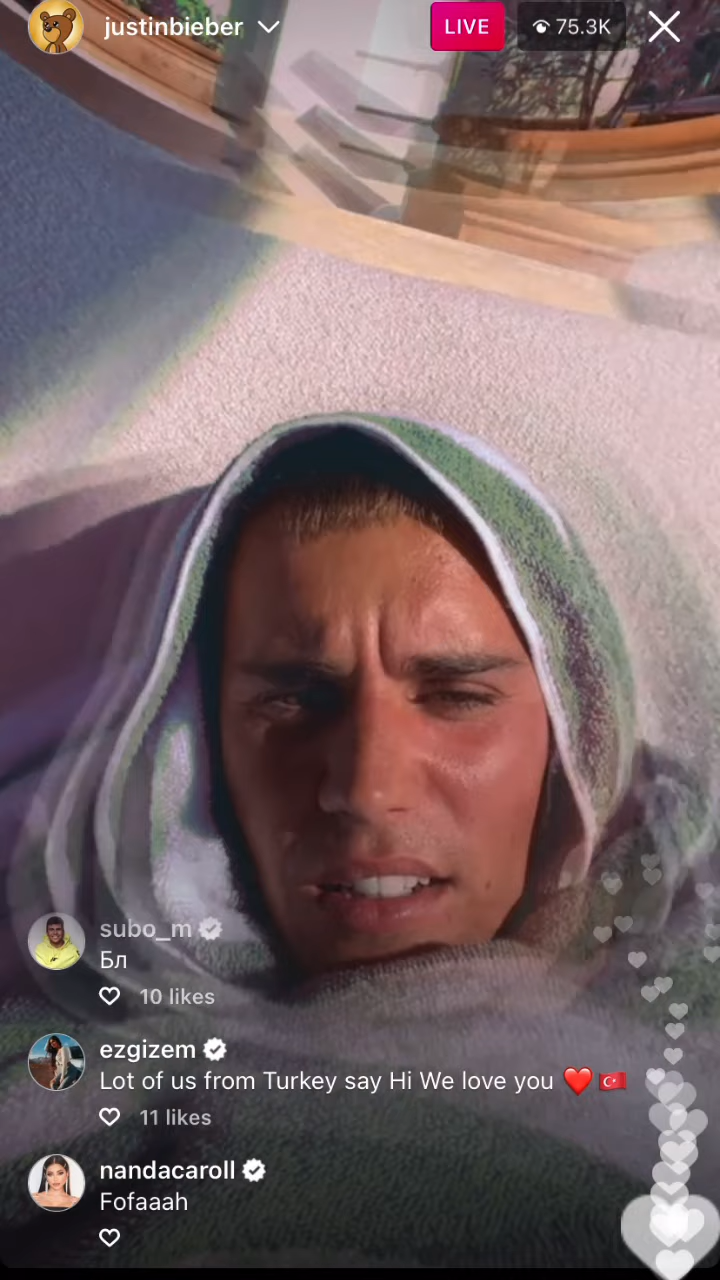 justinbieber
LIVE
75.3K
subo_m
Бл
10 likes
ezgizem
Lot of us from Turkey say Hi We love you ❤️🇹🇷
11 likes
nandacaroll
Fofaaah